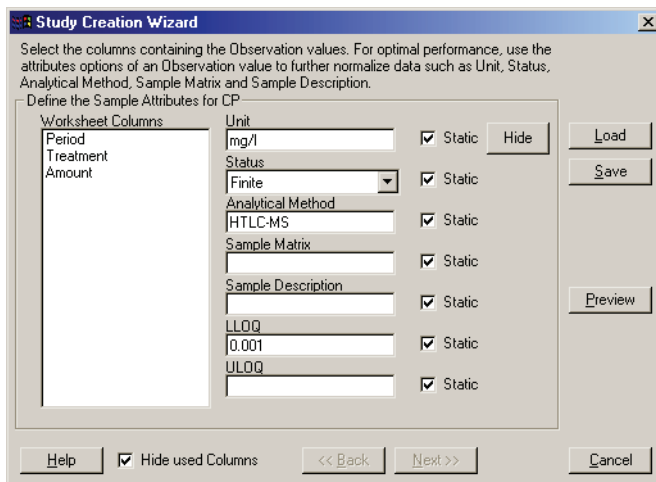 Study Creation Wizard
Select the columns containing the Observation values. For optimal performance, use the
attributes options of an Observation value to further normalize data such as Unit, Status,
Analytical Method, Sample Matrix and Sample Description.
Define the Sample Attributes for CP
Worksheet Columns
Period
Treatment
Amount
Unit
mg/l
Static
Hide
Status
Finite
Static
Analytical Method
HTLC-MS
Static
Sample Matrix
Static
Sample Description
Static
LLOQ
0.001
Static
ULOQ
Static
Load
Save
Preview
Help
Hide used Columns
<< Back
Next >>
Cancel